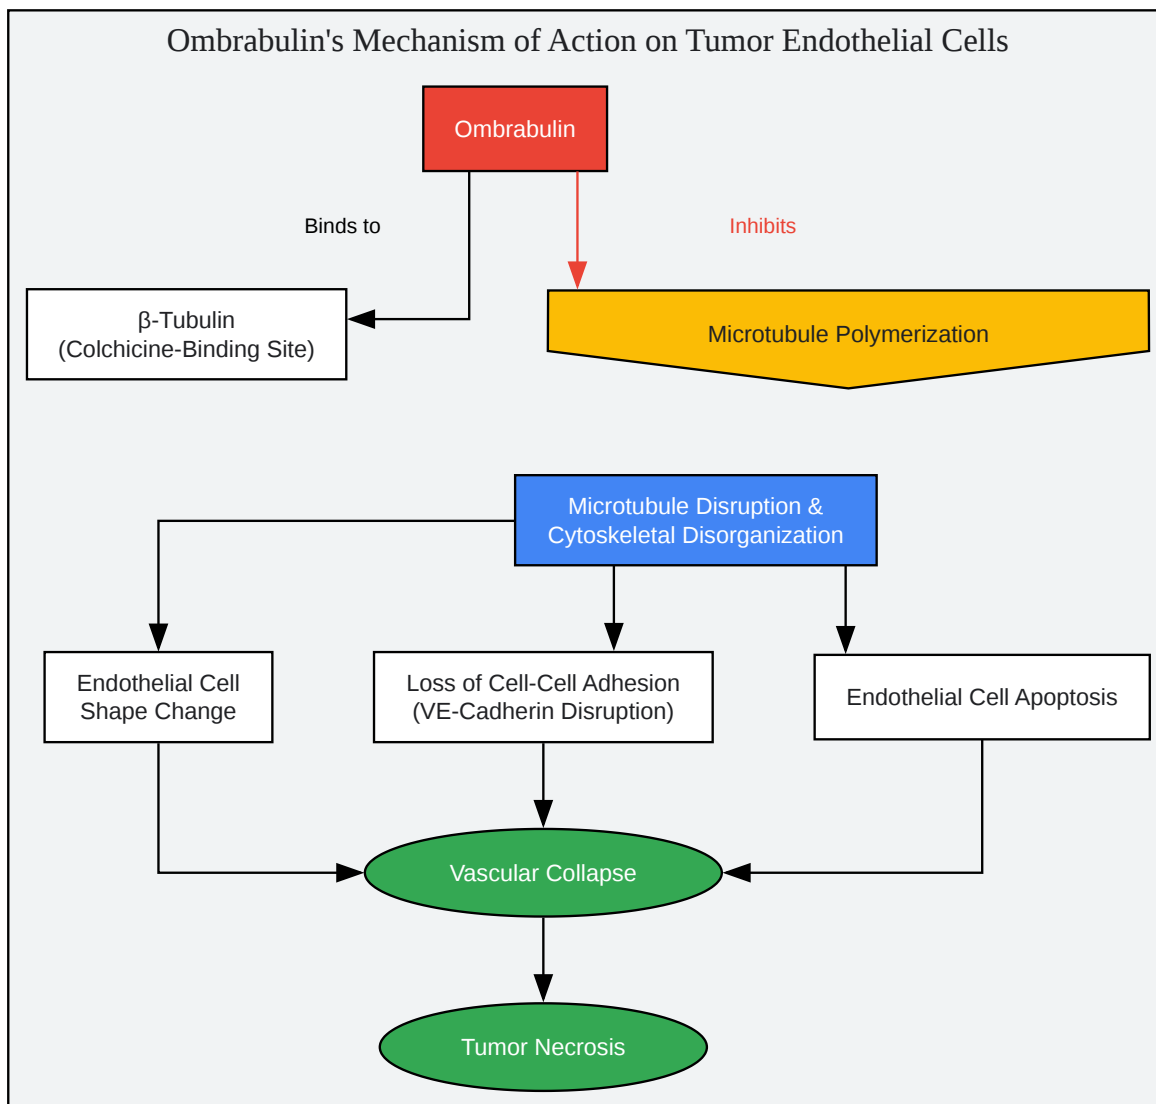 Ombrabulin's Mechanism of Action on Tumor Endothelial Cells
Ombrabulin
Binds to
Inhibits
β-Tubulin
(Colchicine-Binding Site)
Microtubule Polymerization
Microtubule Disruption &
Cytoskeletal Disorganization
Endothelial Cell
Shape Change
Loss of Cell-Cell Adhesion
(VE-Cadherin Disruption)
Endothelial Cell Apoptosis
Vascular Collapse
Tumor Necrosis